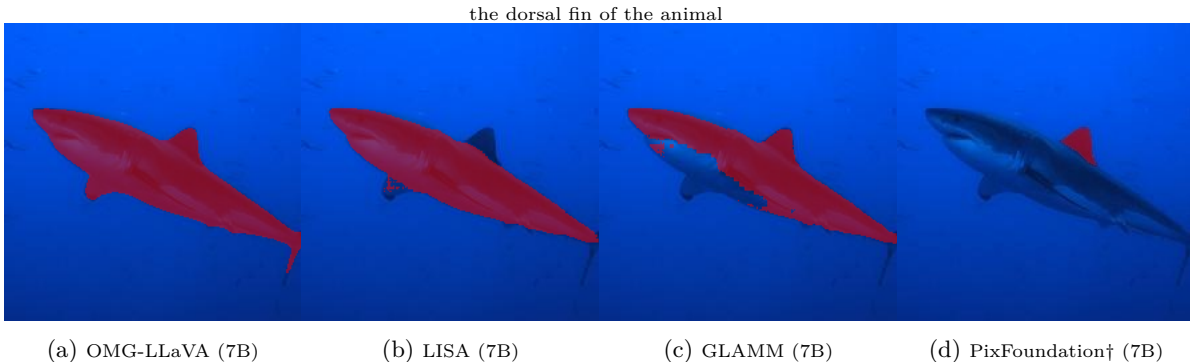 the dorsal fin of the animal
(a) OMG-LLaVA (7B) (b) LISA (7B) (c) GLAMM (7B) (d) PixFoundation† (7B)